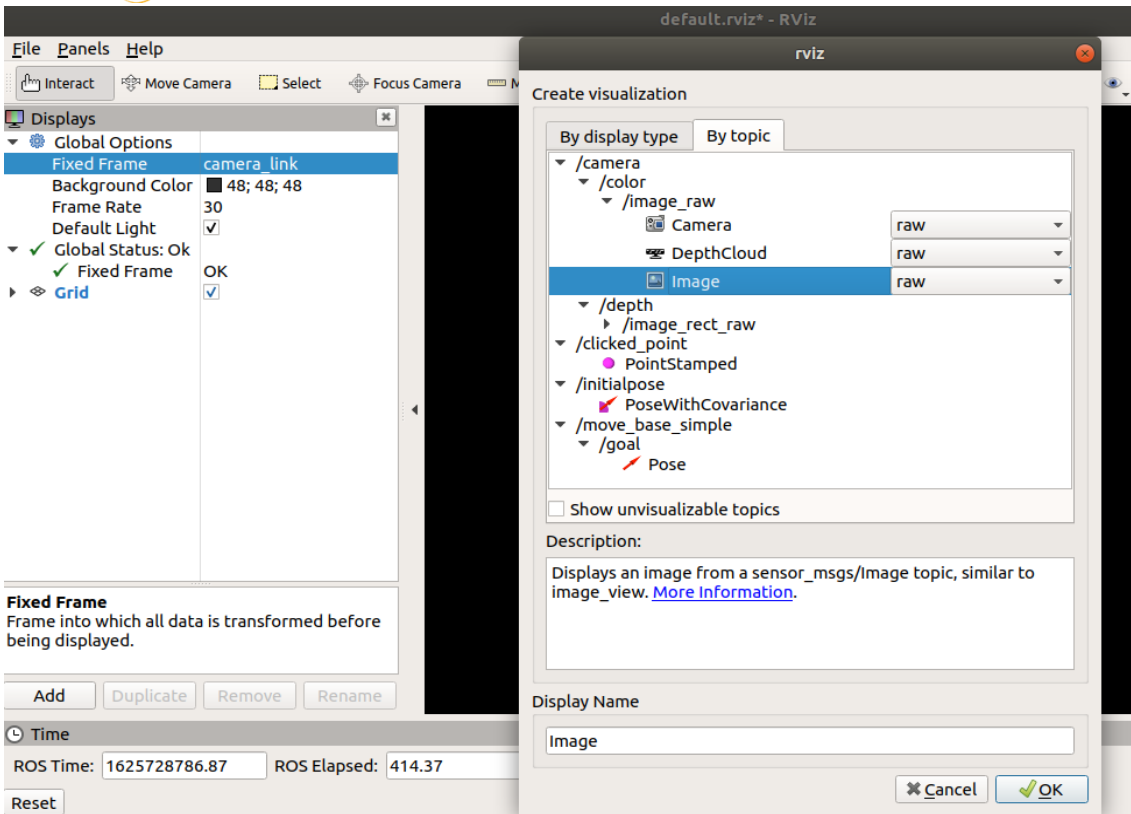 default.rviz* - RViz
File Panels Help
Interact Move Camera Select Focus Camera M
Displays
Global Options
Fixed Frame camera_link
Background Color 48; 48; 48
Frame Rate 30
Default Light
Global Status: Ok
Fixed Frame OK
Grid
Fixed Frame
Frame into which all data is transformed before
being displayed.
Add Duplicate Remove Rename
Time
ROS Time: 1625728786.87 ROS Elapsed: 414.37
Reset
rviz
Create visualization
By display type By topic
/camera
/color
/image_raw
Camera raw
DepthCloud raw
Image raw
/depth
/image_rect_raw
/clicked_point
PointStamped
/initialpose
PoseWithCovariance
/move_base_simple
/goal
Pose
Show unvisualizable topics
Description:
Displays an image from a sensor_msgs/Image topic, similar to
image_view. More Information.
Display Name
Image
Cancel OK